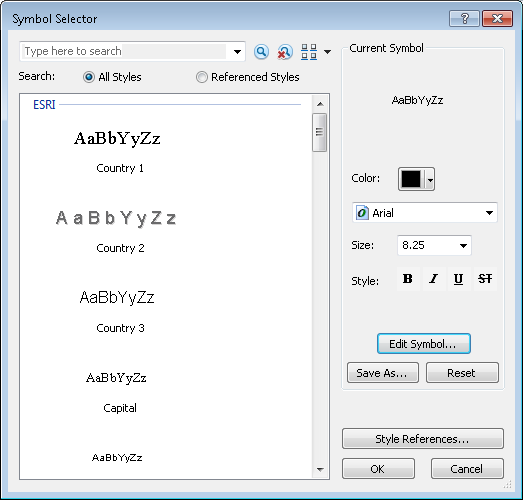 Symbol Selector
Type here to search
Search:
All Styles
Referenced Styles
ESRI
AaBbYyZz
Country 1
AaBbYyZz
Country 2
AaBbYyZz
Country 3
AaBbYyZz
Capital
AaBbYyZz
Current Symbol
AaBbYyZz
Color:
Arial
Size:
8.25
Style:
B I U ST
Edit Symbol...
Save As...
Reset
Style References...
OK
Cancel